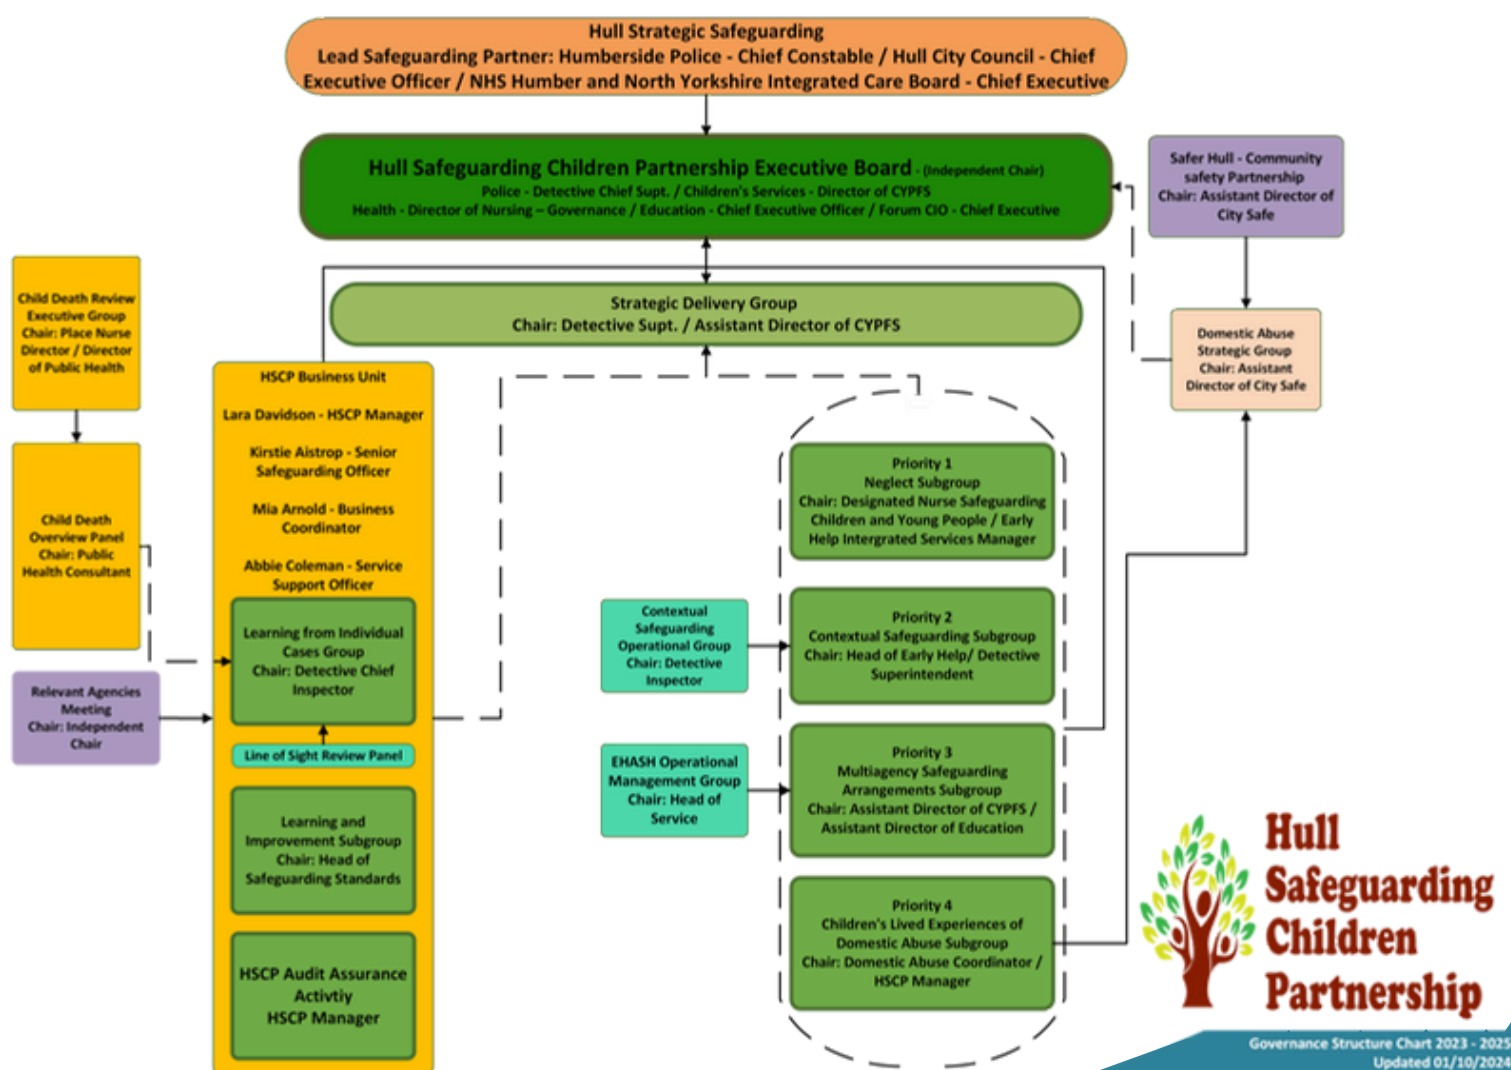 Hull Strategic Safeguarding
Lead Safeguarding Partner: Humberside Police - Chief Constable / Hull City Council - Chief
Executive Officer / NHS Humber and North Yorkshire Integrated Care Board - Chief Executive
Hull Safeguarding Children Partnership Executive Board - (Independent Chair)
Police - Detective Chief Supt. / Children's Services - Director of CYPFS
Health - Director of Nursing – Governance / Education - Chief Executive Officer / Forum CIO - Chief Executive
Safer Hull - Community
safety Partnership
Chair: Assistant Director of
City Safe
Strategic Delivery Group
Chair: Detective Supt. / Assistant Director of CYPFS
Domestic Abuse
Strategic Group
Chair: Assistant
Director of City Safe
Child Death Review
Executive Group
Chair: Place Nurse
Director / Director
of Public Health
Child Death
Overview Panel
Chair: Public
Health Consultant
Relevant Agencies
Meeting
Chair: Independent
Chair
HSCP Business Unit
Lara Davidson - HSCP Manager
Kirstie Aistrop - Senior
Safeguarding Officer
Mia Arnold - Business
Coordinator
Abbie Coleman - Service
Support Officer
Learning from Individual
Cases Group
Chair: Detective Chief
Inspector
Line of Sight Review Panel
Learning and
Improvement Subgroup
Chair: Head of
Safeguarding Standards
HSCP Audit Assurance
Activtiy
HSCP Manager
Contextual
Safeguarding
Operational Group
Chair: Detective
Inspector
EHASH Operational
Management Group
Chair: Head of
Service
Priority 1
Neglect Subgroup
Chair: Designated Nurse Safeguarding
Children and Young People / Early
Help Intergrated Services Manager
Priority 2
Contextual Safeguarding Subgroup
Chair: Head of Early Help/ Detective
Superintendent
Priority 3
Multiagency Safeguarding
Arrangements Subgroup
Chair: Assistant Director of CYPFS /
Assistant Director of Education
Priority 4
Children's Lived Experiences of
Domestic Abuse Subgroup
Chair: Domestic Abuse Coordinator /
HSCP Manager
Hull
Safeguarding
Children
Partnership
Governance Structure Chart 2023 - 2025
Updated 01/10/2024